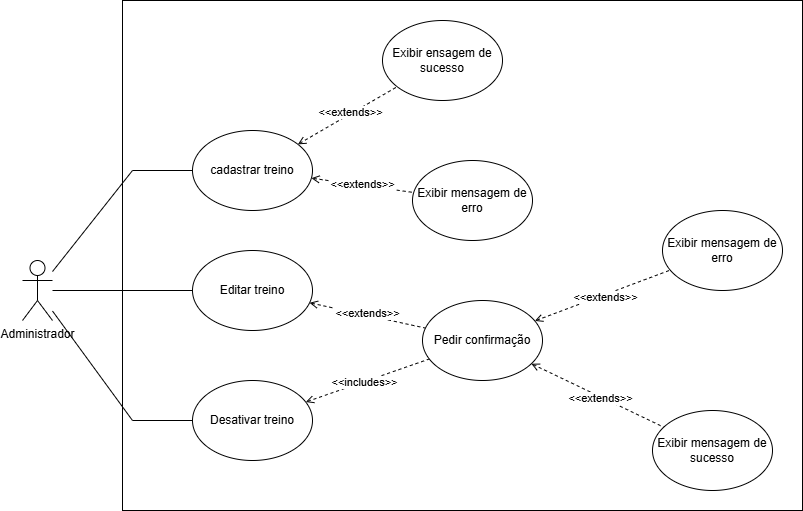 Exibir ensagem de
sucesso
<<extends>>
cadastrar treino
<<extends>>
Exibir mensagem de
erro
Exibir mensagem de
erro
Editar treino
<<extends>>
<<extends>>
Administrador
Pedir confirmação
<<includes>>
<<extends>>
Desativar treino
Exibir mensagem de
sucesso